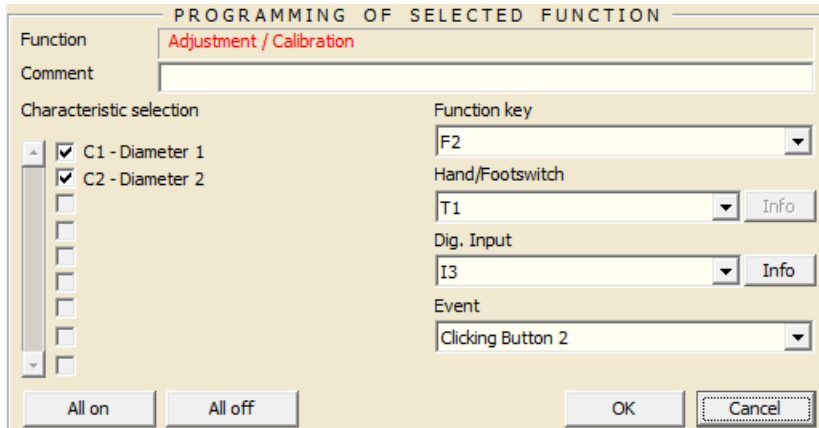 PROGRAMMING OF SELECTED FUNCTION
Function
Adjustment / Calibration
Comment
Characteristic selection
C1 - Diameter 1
C2 - Diameter 2
Function key
F2
Hand/Footswitch
T1
Info
Dig. Input
I3
Info
Event
Clicking Button 2
All on
All off
OK
Cancel